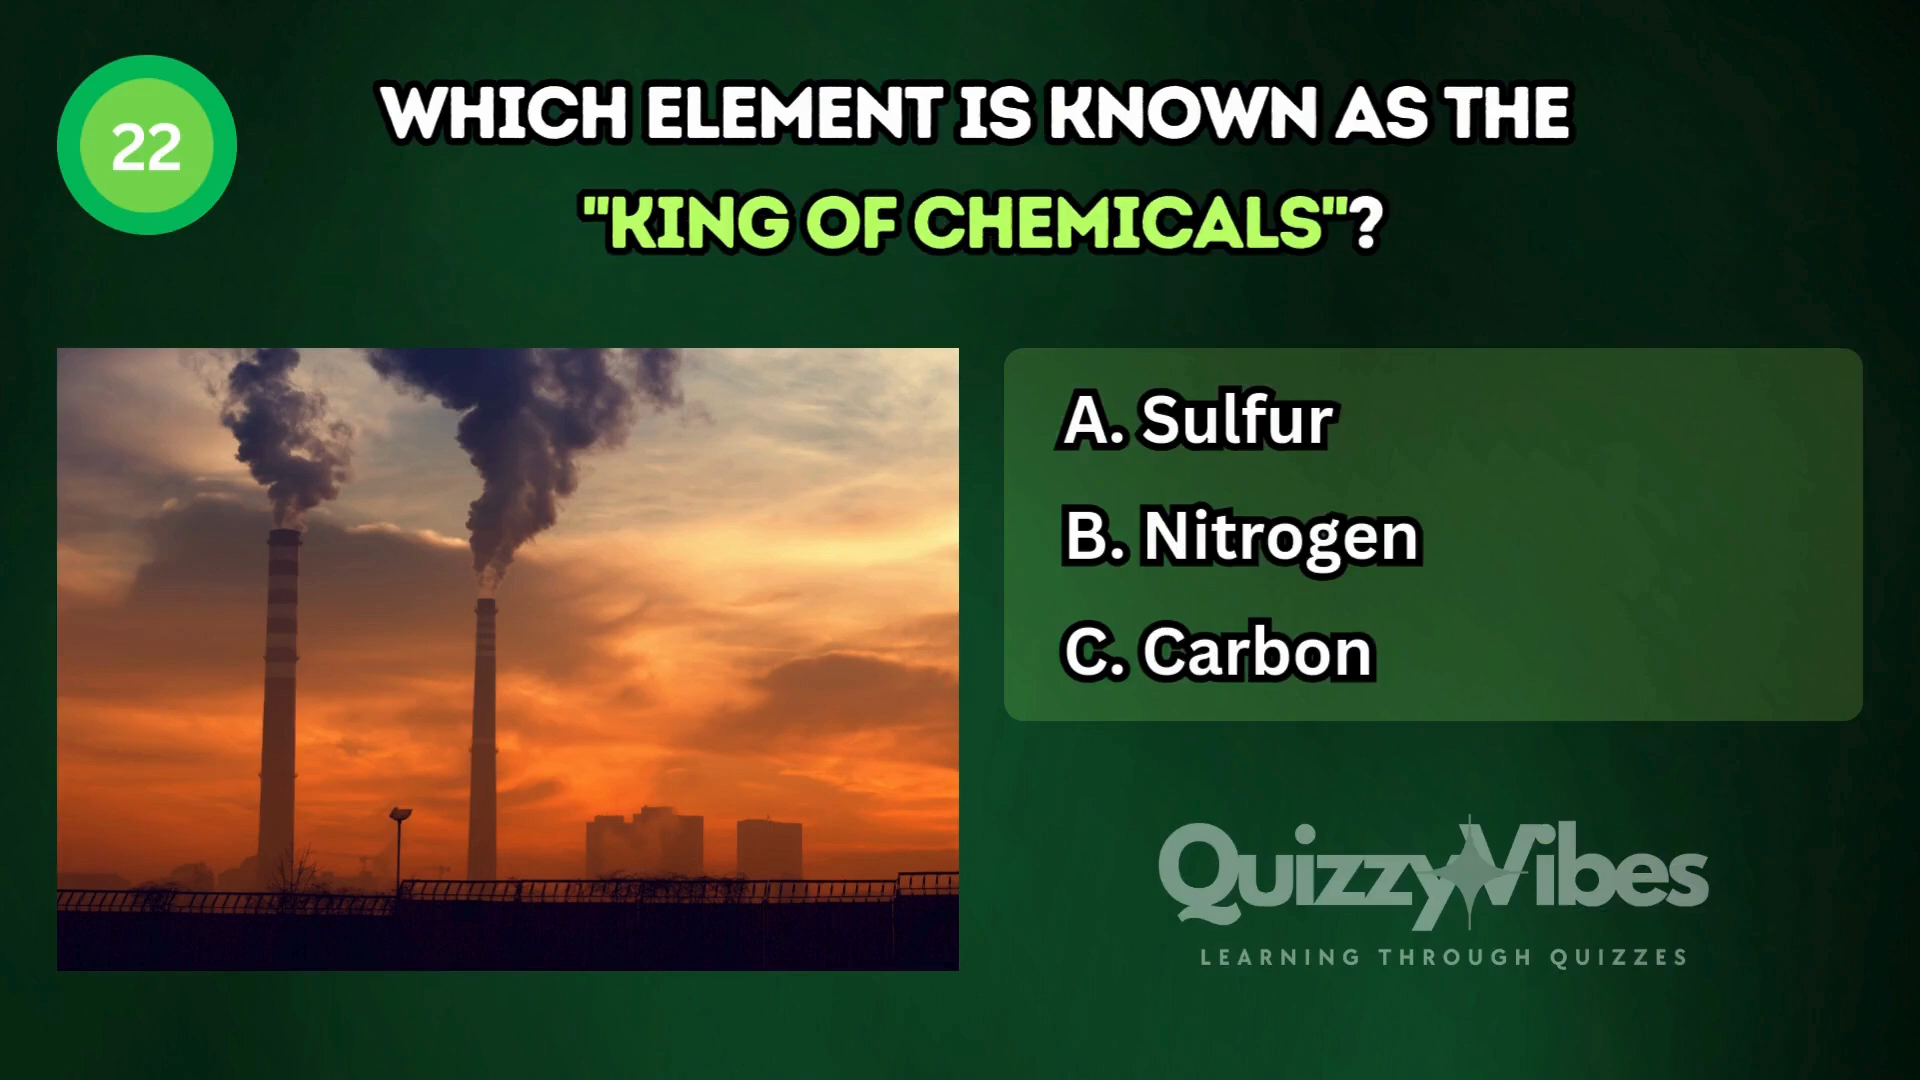 22
WHICH ELEMENT IS KNOWN AS THE
"KING OF CHEMICALS"?
A. Sulfur
B. Nitrogen
C. Carbon
QuizzyVibes
LEARNING THROUGH QUIZZES